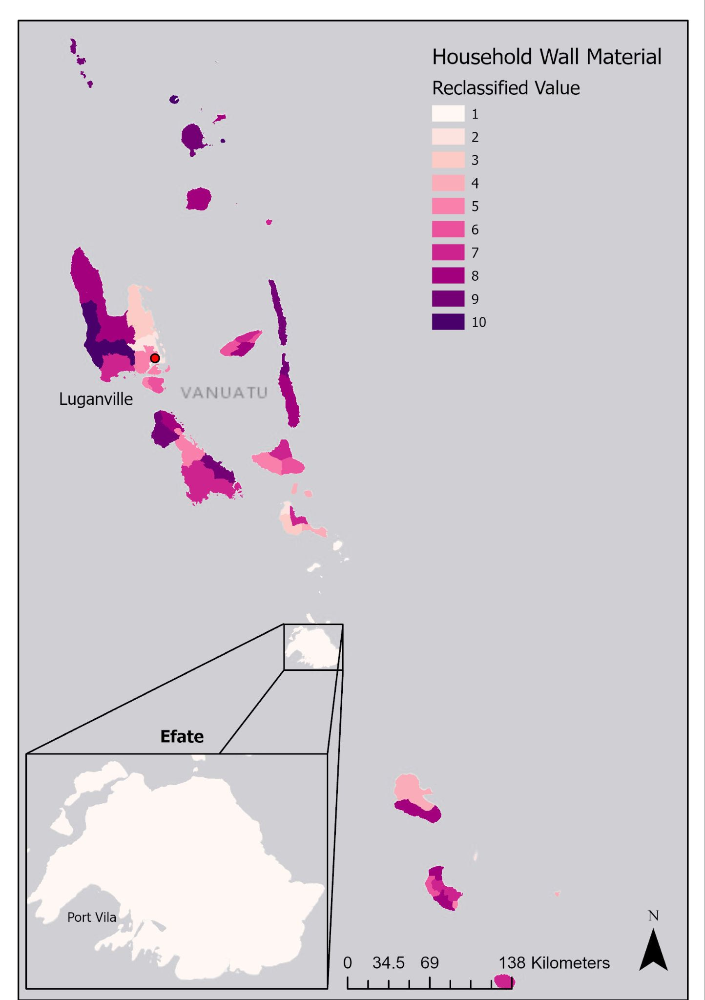 Household Wall Material
Reclassified Value
1
2
3
4
5
6
7
8
9
10
VANUATU
Luganville
Efate
Port Vila
N
0 34.5 69 138 Kilometers